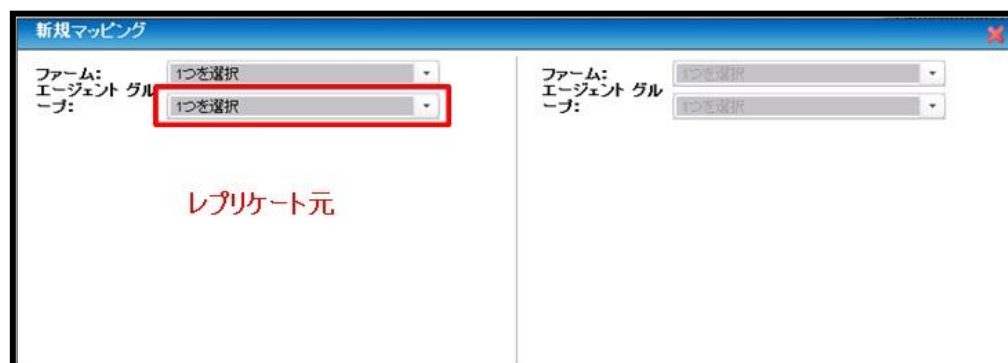 新規マッピング
ファーム:
1つを選択
エージェント グル
ープ:
1つを選択
レプリケート元
ファーム:
1つを選択
エージェント グル
ープ:
1つを選択